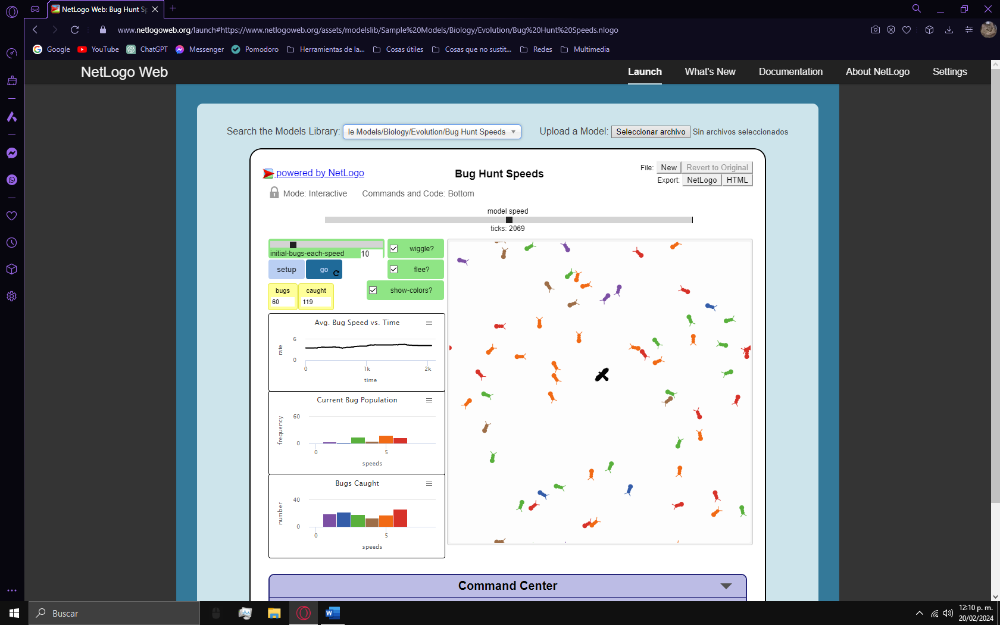 NetLogo Web: Bug Hunt Sp
www.netlogoweb.org/launch#https://www.netlogoweb.org/assets/modelslib/Sample%20Models/Biology/Evolution/Bug%20Hunt%20Speeds.nlogo
Google YouTube ChatGPT Messenger Pomodoro Herramientas de la... Cosas útiles Cosas que no sustit... Redes Multimedia
NetLogo Web Launch What's New Documentation About NetLogo Settings
Search the Models Library: le Models/Biology/Evolution/Bug Hunt Speeds Upload a Model: Seleccionar archivo Sin archivos seleccionados
powered by NetLogo Bug Hunt Speeds File: New Revert to Original
Export: NetLogo HTML
Mode: Interactive Commands and Code: Bottom
model speed
ticks: 2069
initial-bugs-each-speed 10
wiggle?
setup go
flee?
show-colors?
bugs caught
60 119
Avg. Bug Speed vs. Time
rate
6
0
0 1k 2k
time
Current Bug Population
frequency
60
0
0 5
speeds
Bugs Caught
number
40
0
0 5
speeds
Command Center
Buscar
W
12:10 p. m.
20/02/2024